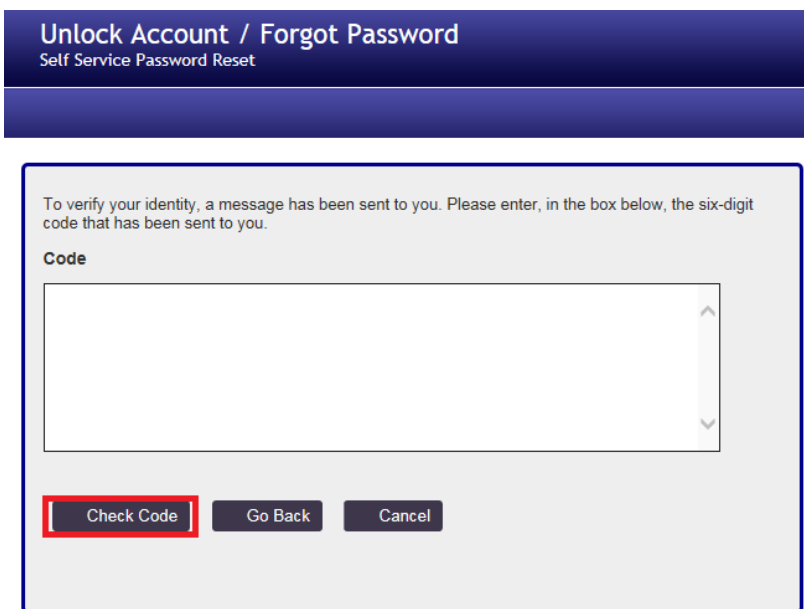 Unlock Account / Forgot Password
Self Service Password Reset
To verify your identity, a message has been sent to you. Please enter, in the box below, the six-digit
code that has been sent to you.
Code
Check Code
Go Back
Cancel